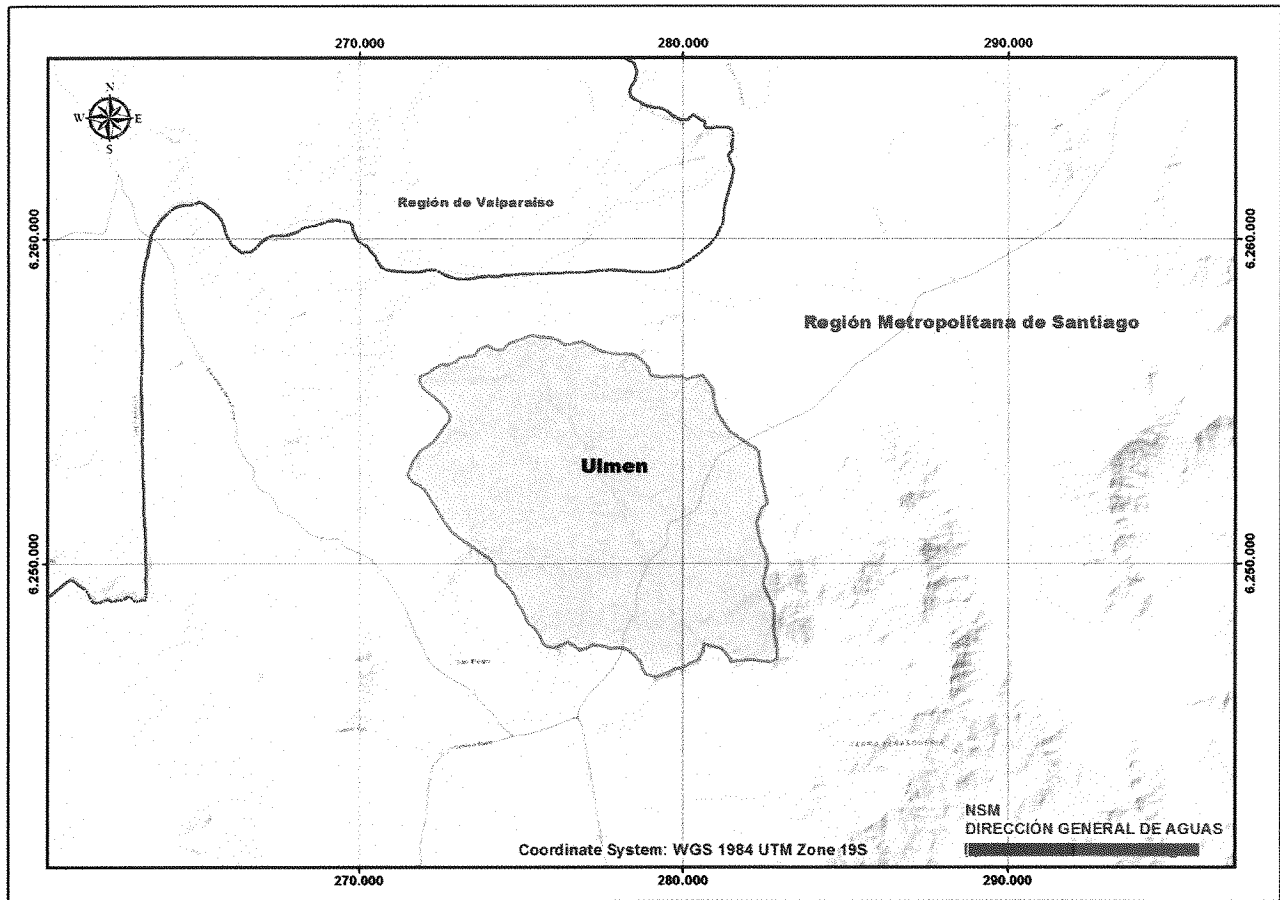 270.000 280.000 290.000
N
W E
S
Región de Valparaiso
6.260.000 6.260.000
Región Metropolitana de Santiago
Ulmen
6.250.000 6.250.000
NSM
DIRECCIÓN GENERAL DE AGUAS
Coordinate System: WGS 1984 UTM Zone 19S
270.000 280.000 290.000